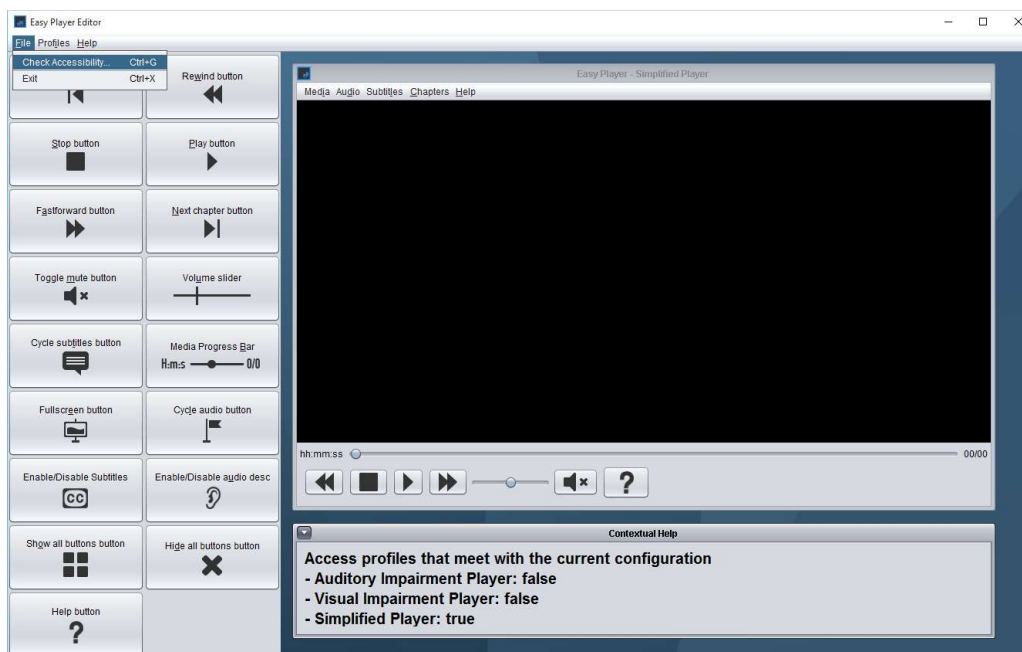 Easy Player Editor
File Profiles Help
Check Accessibility... Ctrl+G
Exit Ctrl+X
Rewind button
Stop button
Play button
Fastforward button
Next chapter button
Toggle mute button
Volume slider
Cycle subtitles button
Media Progress Bar
H:m:s 0/0
Fullscreen button
Cycle audio button
Enable/Disable Subtitles
CC
Enable/Disable audio desc
Show all buttons button
Hide all buttons button
Help button
?
Easy Player - Simplified Player
Media Audio Subtitles Chapters Help
hh:mm:ss 00/00
?
Contextual Help
Access profiles that meet with the current configuration
- Auditory Impairment Player: false
- Visual Impairment Player: false
- Simplified Player: true